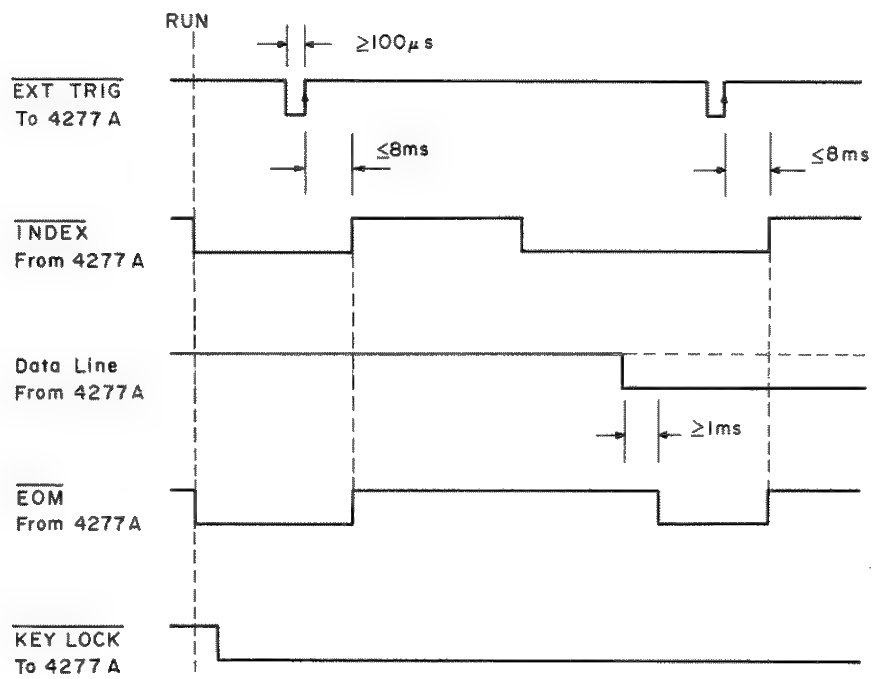 RUN
≥100μs
EXT TRIG
To 4277A
≤8ms
≤8ms
INDEX
From 4277A
Data Line
From 4277A
≥1ms
EOM
From 4277A
KEY LOCK
To 4277A